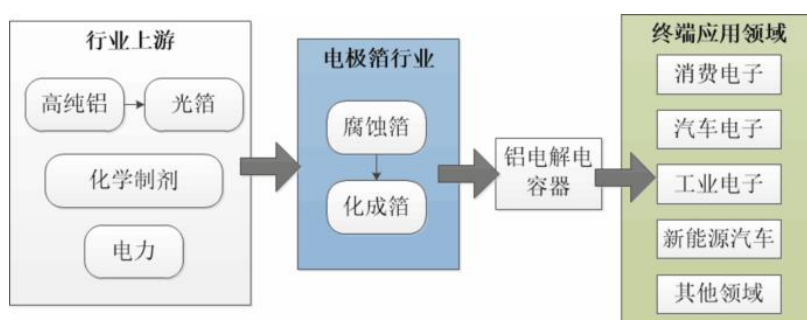 行业上游
高纯铝
光箔
化学制剂
电力
电极箔行业
腐蚀箔
化成箔
铝电解电
容器
终端应用领域
消费电子
汽车电子
工业电子
新能源汽车
其他领域